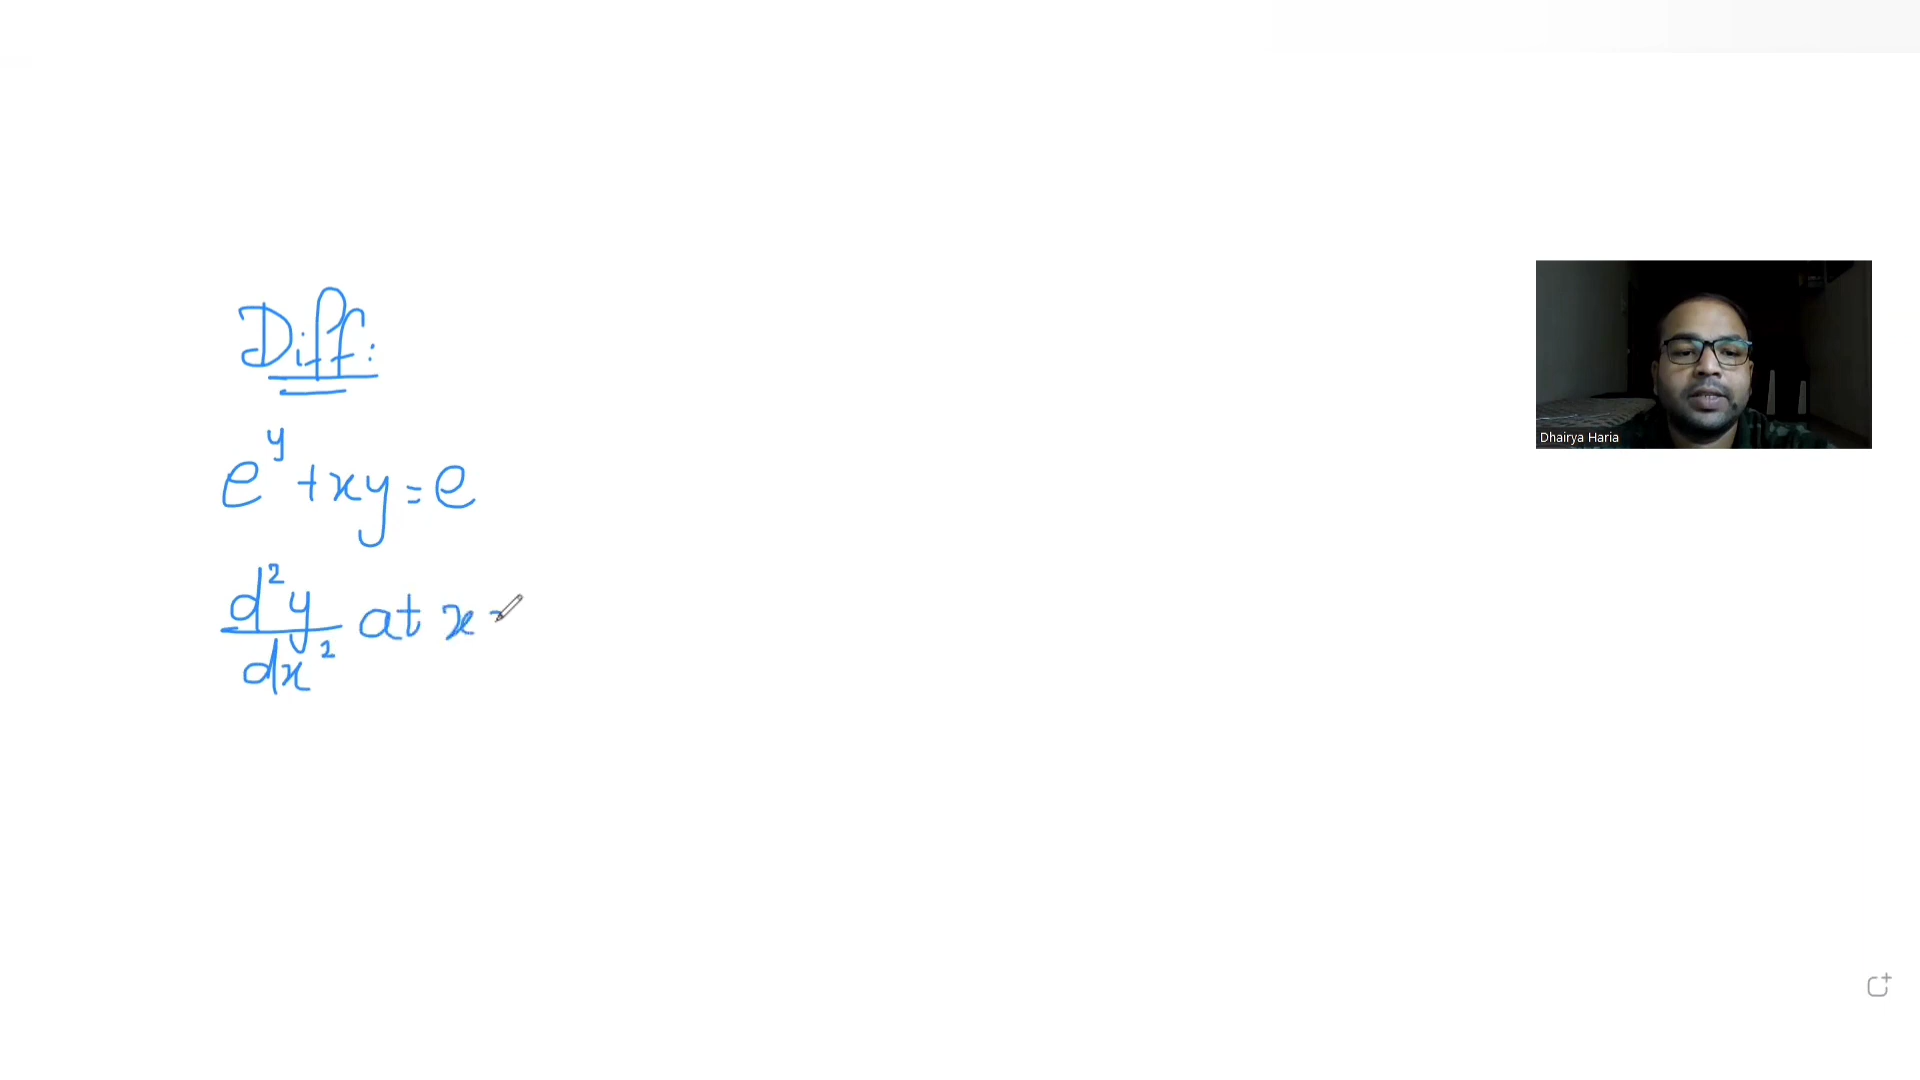 Diff:
e^y + xy = e
d²y/dx² at x
Dhairya Haria